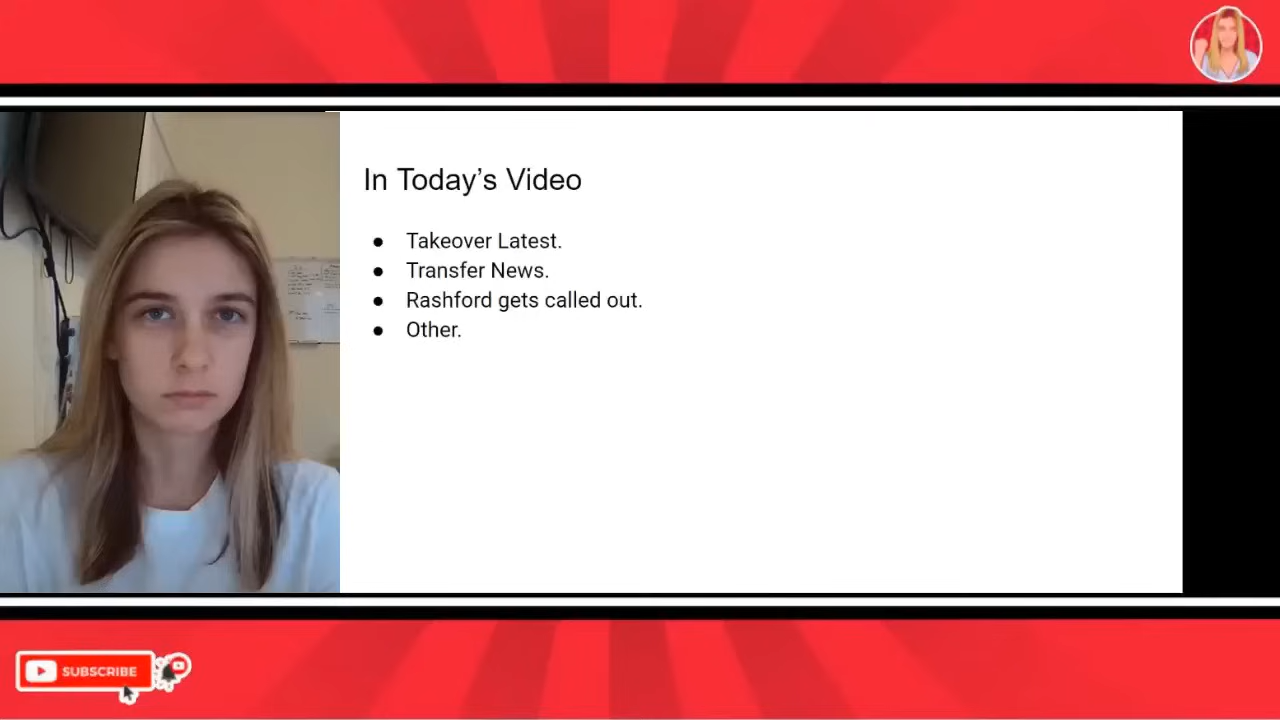 In Today's Video
● Takeover Latest.
● Transfer News.
● Rashford gets called out.
● Other.
SUBSCRIBE